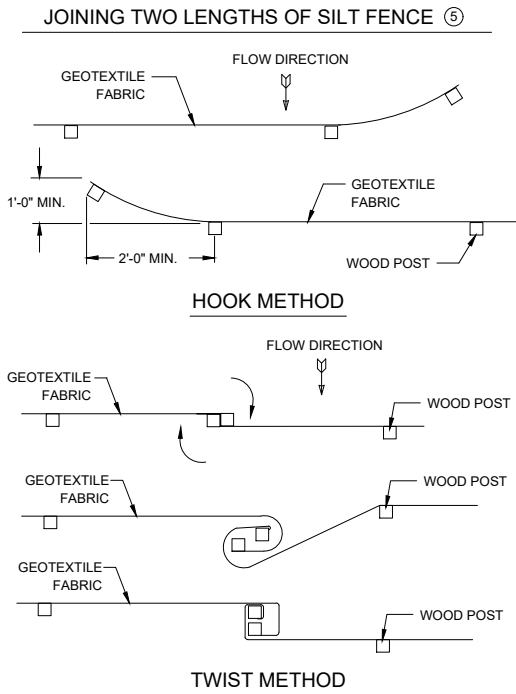 JOINING TWO LENGTHS OF SILT FENCE ⑤
FLOW DIRECTION
GEOTEXTILE
FABRIC
GEOTEXTILE
FABRIC
1'-0" MIN.
2'-0" MIN.
WOOD POST
HOOK METHOD
FLOW DIRECTION
GEOTEXTILE
FABRIC
WOOD POST
GEOTEXTILE
FABRIC
WOOD POST
GEOTEXTILE
FABRIC
WOOD POST
TWIST METHOD